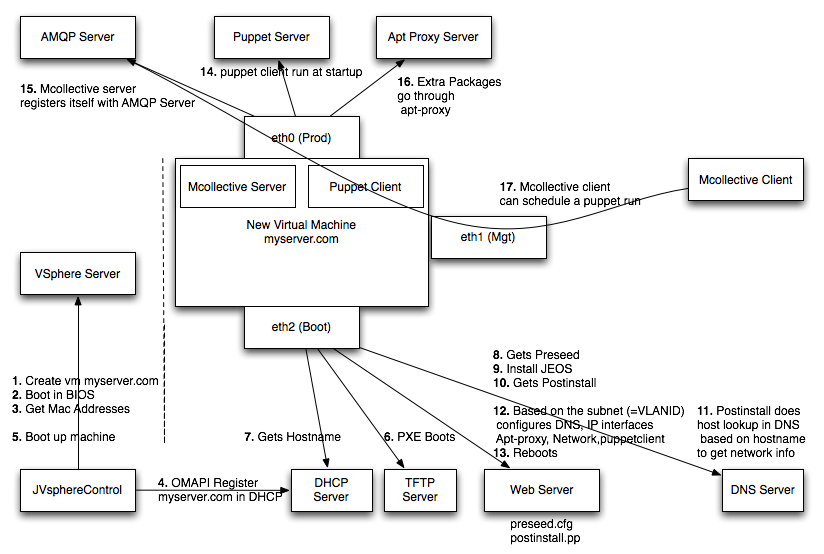 AMQP Server
Puppet Server
Apt Proxy Server
14. puppet client run at startup
15. Mcollective server
registers itself with AMQP Server
16. Extra Packages
go through
apt-proxy
eth0 (Prod)
Mcollective Server
Puppet Client
New Virtual Machine
myserver.com
17. Mcollective client
can schedule a puppet run
Mcollective Client
eth1 (Mgt)
VSphere Server
eth2 (Boot)
1. Create vm myserver.com
2. Boot in BIOS
3. Get Mac Addresses
5. Boot up machine
8. Gets Preseed
9. Install JEOS
10. Gets Postinstall
12. Based on the subnet (=VLANID)
configures DNS, IP interfaces
Apt-proxy, Network,puppetclient
13. Reboots
11. Postinstall does
host lookup in DNS
based on hostname
to get network info
7. Gets Hostname
6. PXE Boots
JVsphereControl
4. OMAPI Register
myserver.com in DHCP
DHCP
Server
TFTP
Server
Web Server
DNS Server
preseed.cfg
postinstall.pp